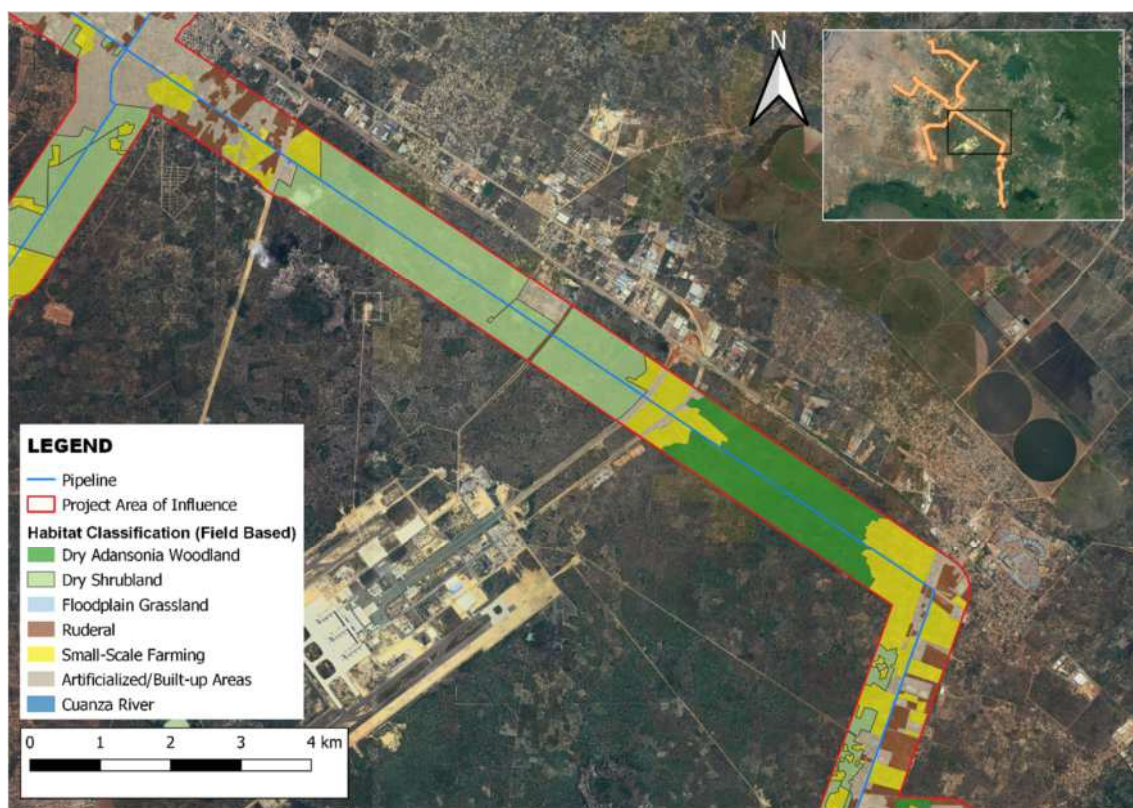 N
LEGEND
Pipeline
Project Area of Influence
Habitat Classification (Field Based)
Dry Adansonia Woodland
Dry Shrubland
Floodplain Grassland
Ruderal
Small-Scale Farming
Artificialized/Built-up Areas
Cuanza River
0 1 2 3 4 km